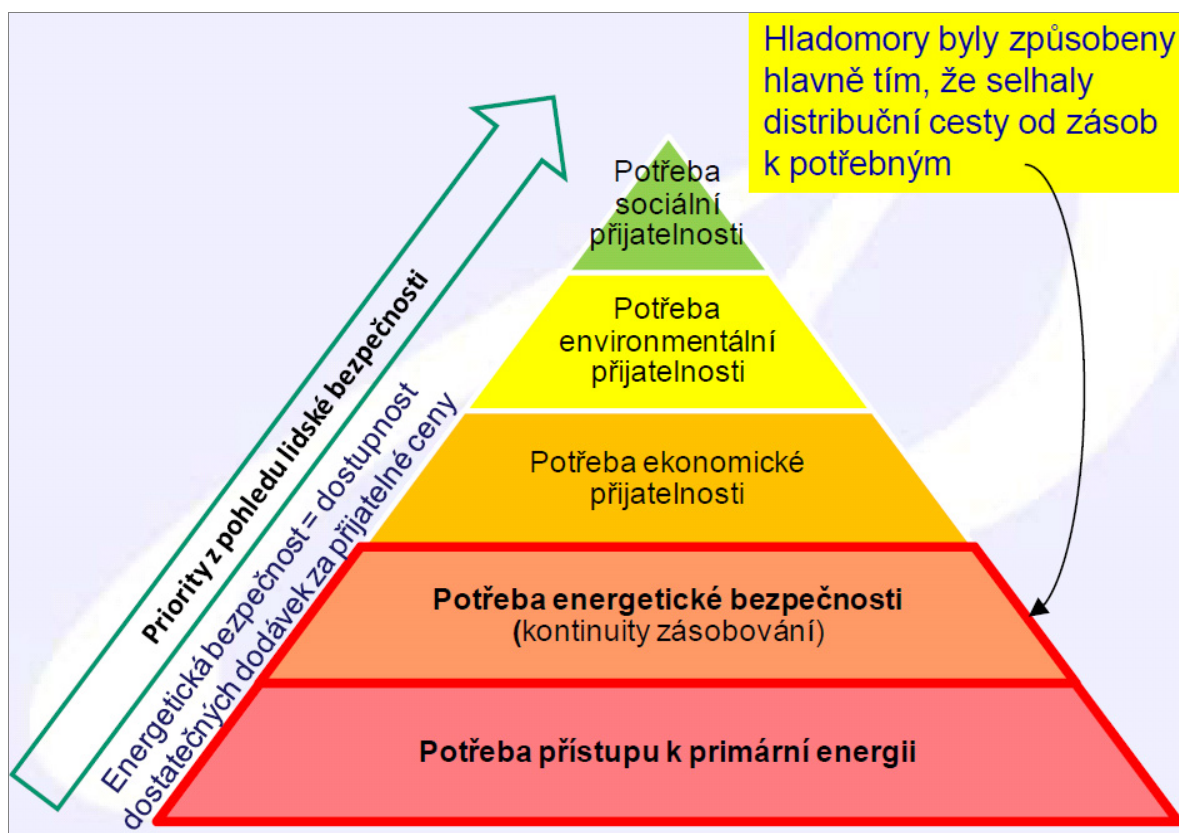 Hladomory byly způsobeny
hlavně tím, že selhaly
distribuční cesty od zásob
k potřebným
Potřeba
sociální
přijatelnosti
Potřeba
environmentální
přijatelnosti
Potřeba ekonomické
přijatelnosti
Potřeba energetické bezpečnosti
(kontinuity zásobování)
Potřeba přístupu k primární energii
Priority z pohledu lidské bezpečnosti
Energetická bezpečnost = dostupnost
dostatečných dodávek za přijatelné ceny